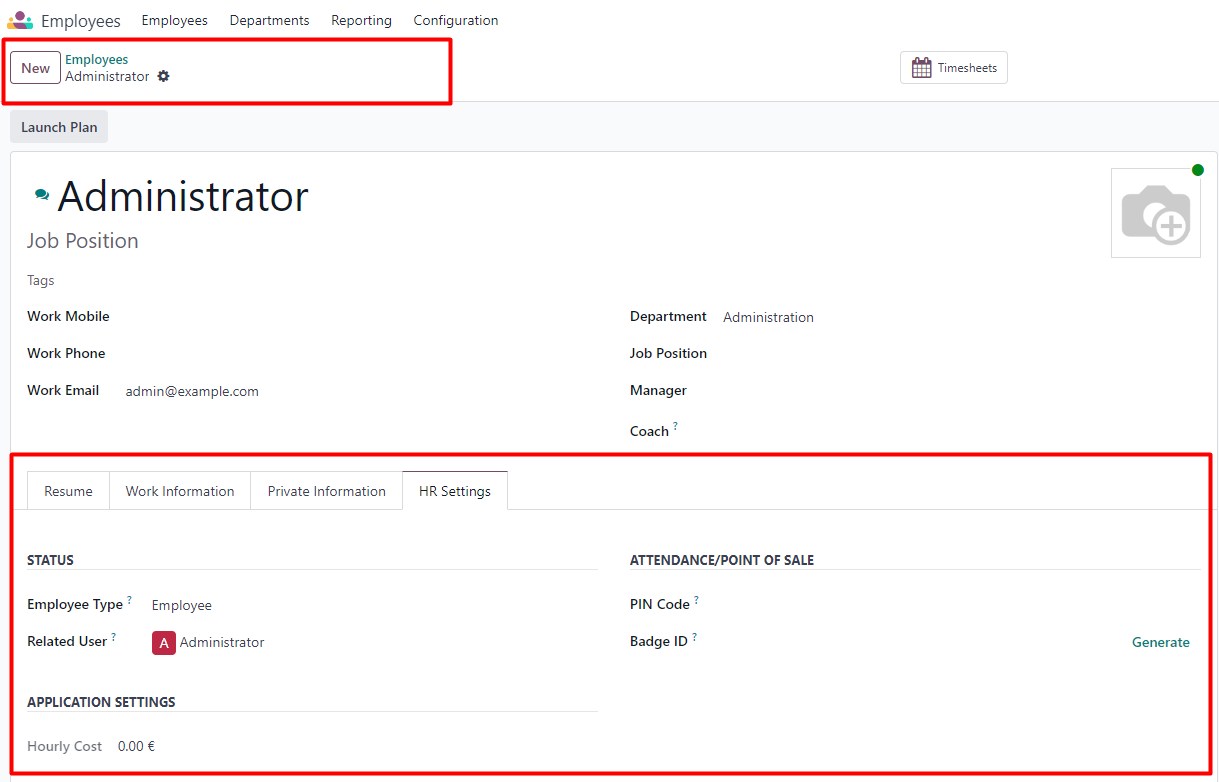 Employees Employees Departments Reporting Configuration
New
Employees
Administrator
Timesheets
Launch Plan
Administrator
Job Position
Tags
Work Mobile
Work Phone
Work Email admin@example.com
Department Administration
Job Position
Manager
Coach ?
Resume Work Information Private Information HR Settings
STATUS
Employee Type ? Employee
Related User ? A Administrator
APPLICATION SETTINGS
Hourly Cost 0.00 €
ATTENDANCE/POINT OF SALE
PIN Code ?
Badge ID ? Generate